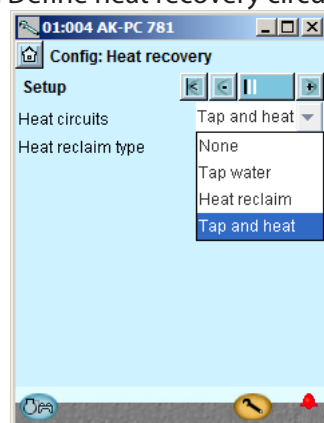 Define heat recovery circu
01:004 AK-PC 781
Config: Heat recovery
Setup
Heat circuits Tap and heat
Heat reclaim type
None
Tap water
Heat reclaim
Tap and heat